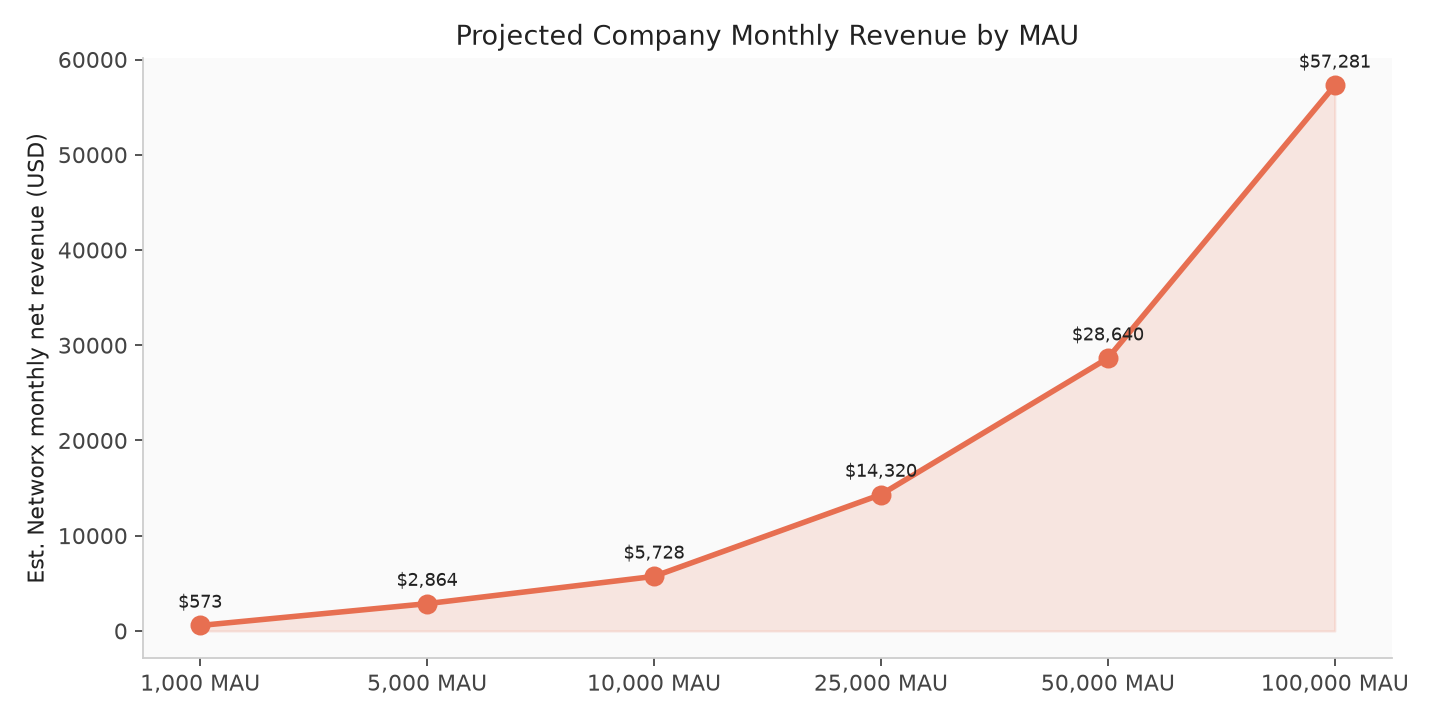 Projected Company Monthly Revenue by MAU
Est. Networx monthly net revenue (USD)
60000
50000
40000
30000
20000
10000
0
$573
$2,864
$5,728
$14,320
$28,640
$57,281
1,000 MAU
5,000 MAU
10,000 MAU
25,000 MAU
50,000 MAU
100,000 MAU